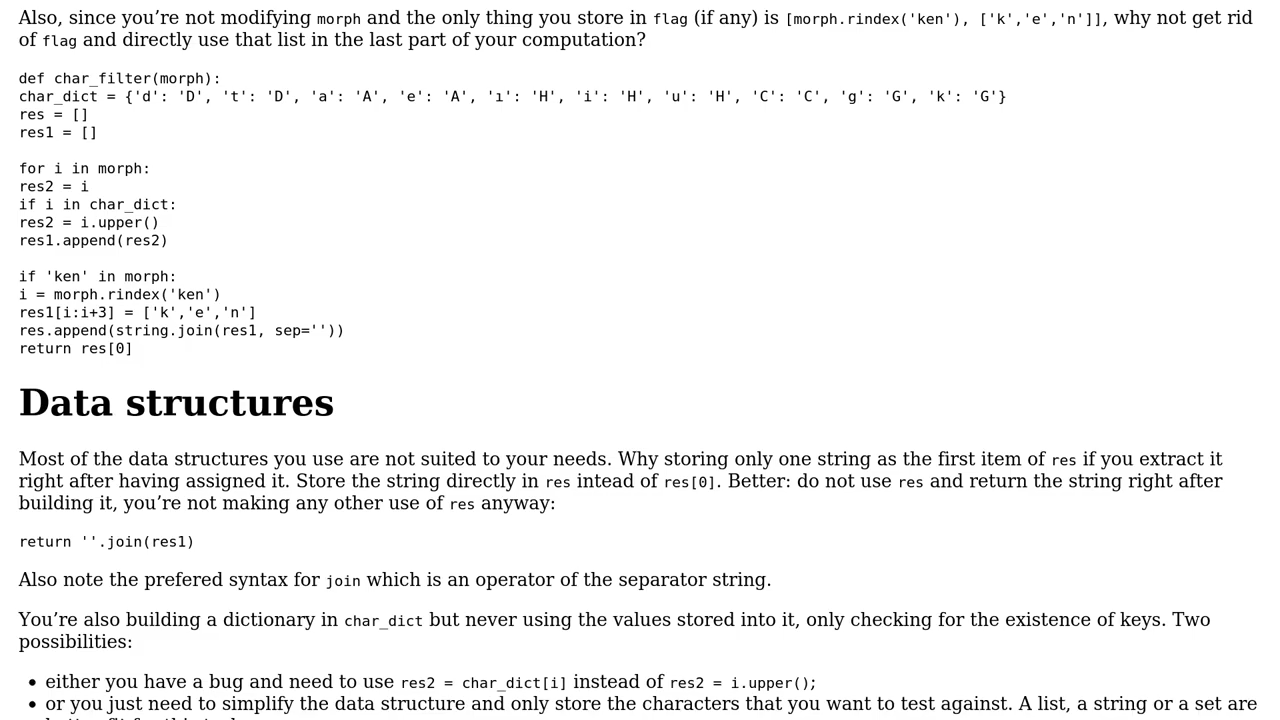 Also, since you’re not modifying morph and the only thing you store in flag (if any) is [morph.rindex('ken'), ['k','e','n']], why not get rid
of flag and directly use that list in the last part of your computation?
def char_filter(morph):
char_dict = {'d': 'D', 't': 'D', 'a': 'A', 'e': 'A', 'ı': 'H', 'i': 'H', 'u': 'H', 'C': 'C', 'g': 'G', 'k': 'G'}
res = []
res1 = []
for i in morph:
res2 = i
if i in char_dict:
res2 = i.upper()
res1.append(res2)
if 'ken' in morph:
i = morph.rindex('ken')
res1[i:i+3] = ['k','e','n']
res.append(string.join(res1, sep=''))
return res[0]
Data structures
Most of the data structures you use are not suited to your needs. Why storing only one string as the first item of res if you extract it
right after having assigned it. Store the string directly in res intead of res[0]. Better: do not use res and return the string right after
building it, you’re not making any other use of res anyway:
return ''.join(res1)
Also note the prefered syntax for join which is an operator of the separator string.
You’re also building a dictionary in char_dict but never using the values stored into it, only checking for the existence of keys. Two
possibilities:
• either you have a bug and need to use res2 = char_dict[i] instead of res2 = i.upper();
• or you just need to simplify the data structure and only store the characters that you want to test against. A list, a string or a set are